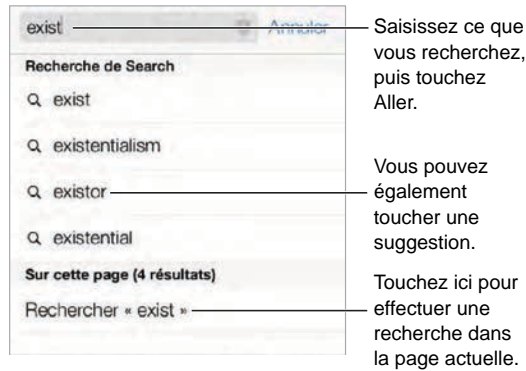 exist Annuler
Recherche de Search
exist
existentialism
existor
existential
Sur cette page (4 résultats)
Rechercher « exist »
Saisissez ce que
vous recherchez,
puis touchez
Aller.
Vous pouvez
également
toucher une
suggestion.
Touchez ici pour
effectuer une
recherche dans
la page actuelle.